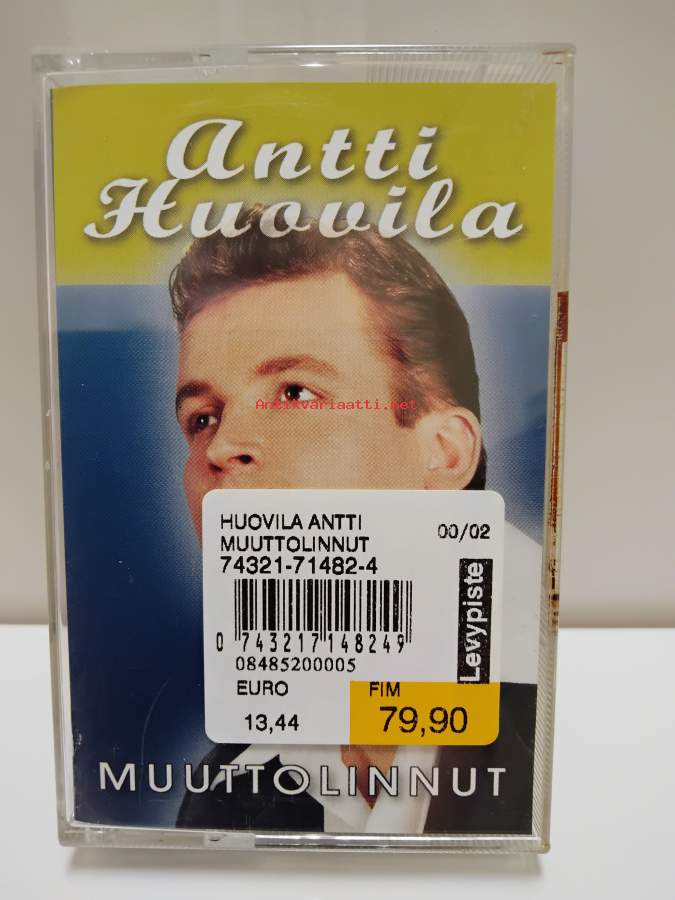 Antti
Huovila
Antikvariaatti.net
HUOVILA ANTTI 00/02
MUUTTOLINNUT
74321-71482-4
Levypiste
0 743217 148249
08485200005
EURO FIM
13,44 79,90
MUUTTOLINNUT